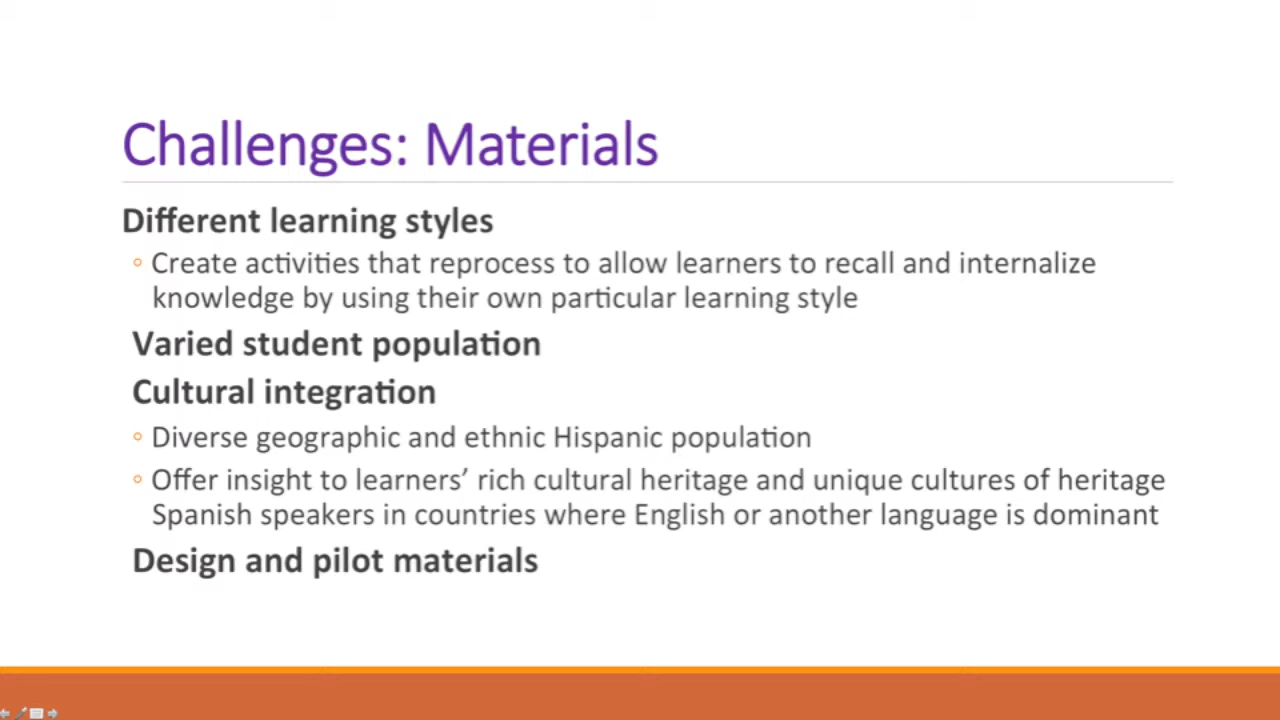 Challenges: Materials
Different learning styles
◦ Create activities that reprocess to allow learners to recall and internalize
knowledge by using their own particular learning style
Varied student population
Cultural integration
◦ Diverse geographic and ethnic Hispanic population
◦ Offer insight to learners’ rich cultural heritage and unique cultures of heritage
Spanish speakers in countries where English or another language is dominant
Design and pilot materials